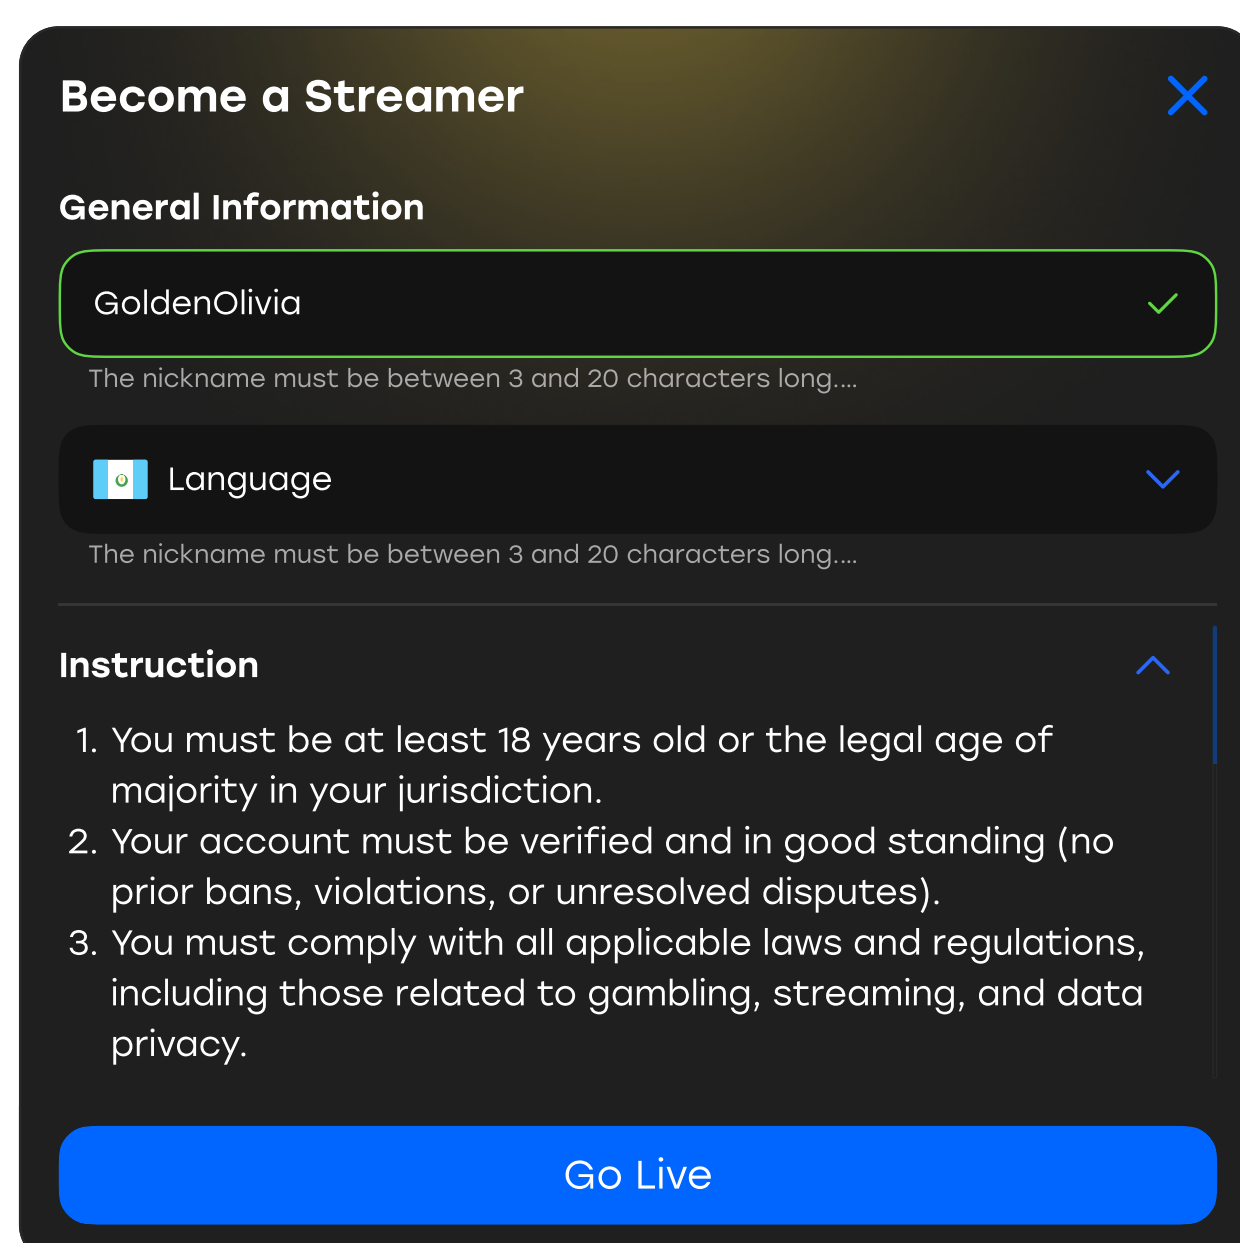 Become a Streamer
General Information
GoldenOlivia
The nickname must be between 3 and 20 characters long....
Language
The nickname must be between 3 and 20 characters long....
Instruction
1. You must be at least 18 years old or the legal age of
majority in your jurisdiction.
2. Your account must be verified and in good standing (no
prior bans, violations, or unresolved disputes).
3. You must comply with all applicable laws and regulations,
including those related to gambling, streaming, and data
privacy.
Go Live